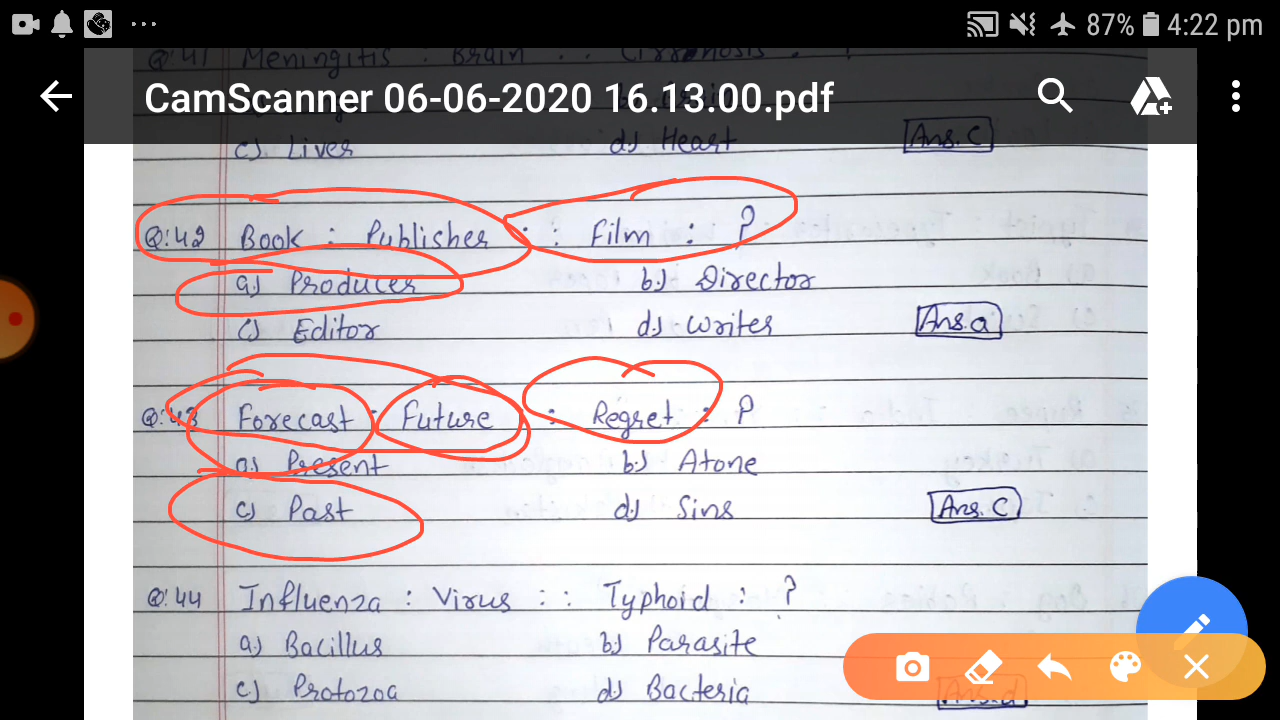 87% 4:22 pm
Q:41 Meningitis : Brain : : Cirrhosis : ?
CamScanner 06-06-2020 16.13.00.pdf
c) Liver d) Heart Ans. C
Q:42 Book : Publisher : : Film : ?
a) Producer b) Director
c) Editor d) Writer Ans. a
Q:43 Forecast : Future : Regret : ?
a) Present b) Atone
c) Past d) Sins Ans. C
Q:44 Influenza : Virus : : Typhoid : ?
a) Bacillus b) Parasite
c) Protozoa d) Bacteria Ans. d